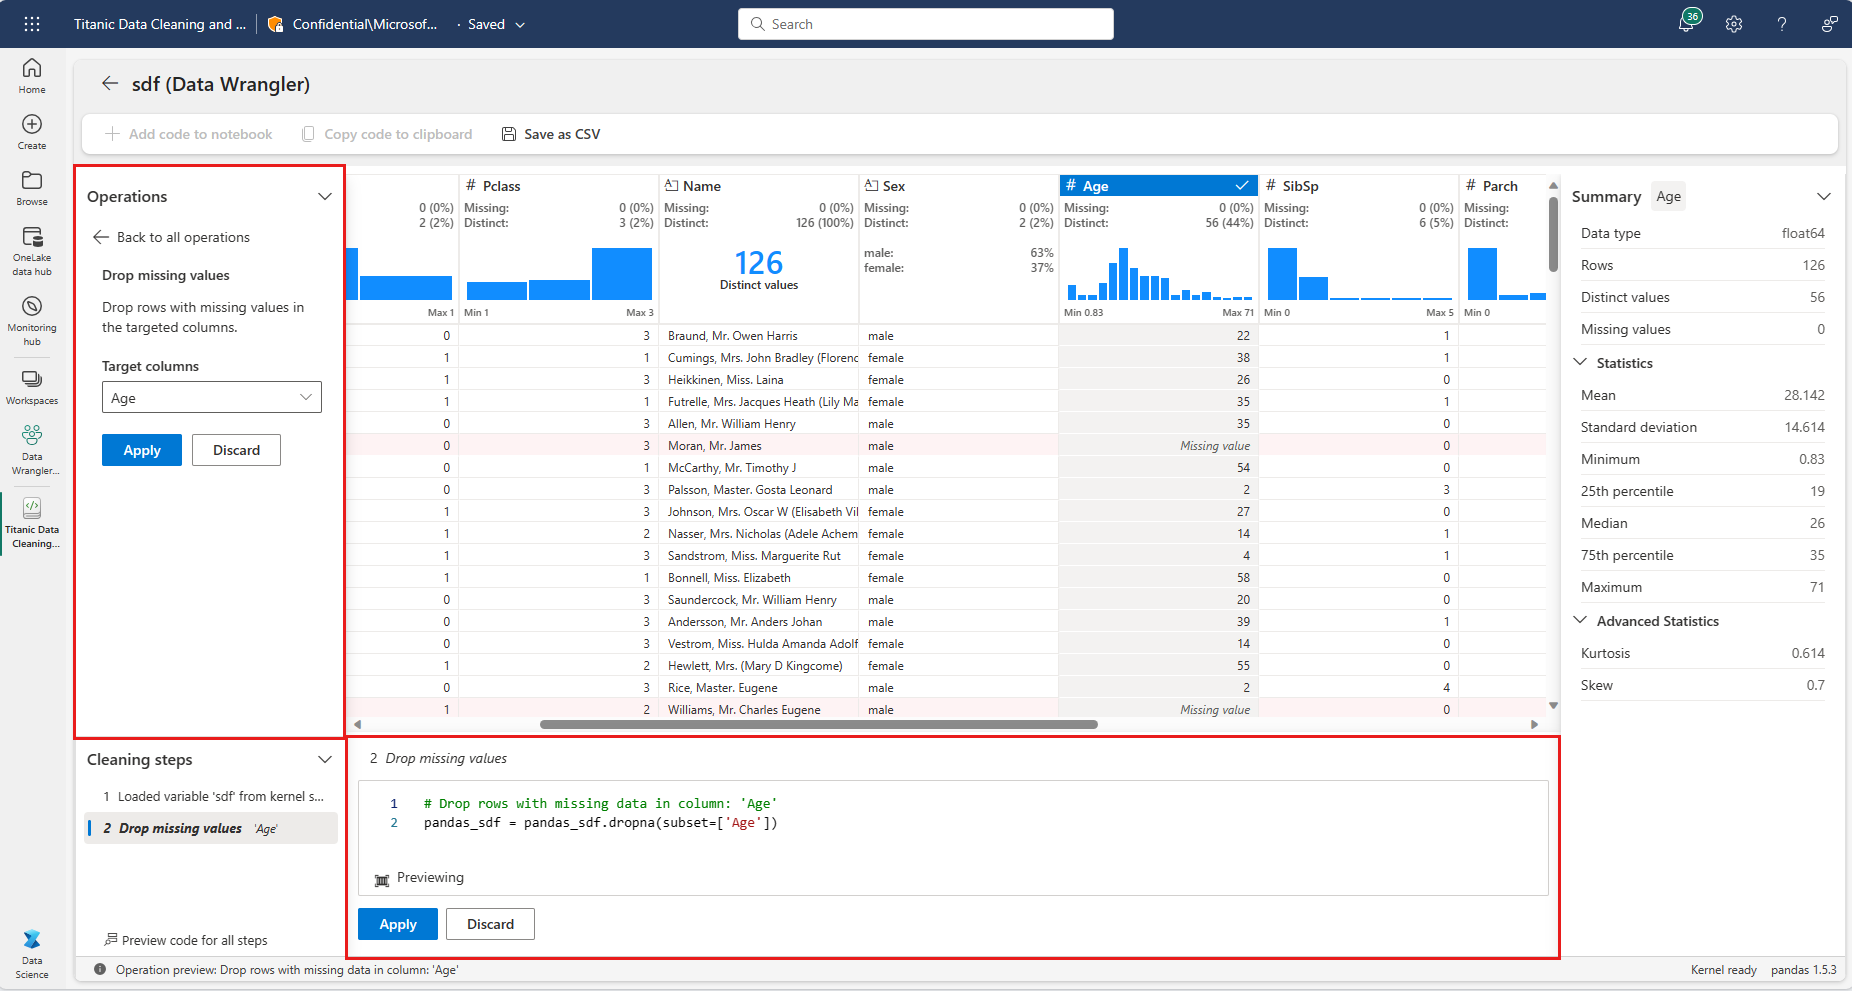 Titanic Data Cleaning and ...
Confidential\Microsof...
· Saved
Search
36
?
Home
Create
Browse
OneLake
data hub
Monitoring
hub
Workspaces
Data
Wrangler...
Titanic Data
Cleaning...
Data
Science
sdf (Data Wrangler)
Add code to notebook
Copy code to clipboard
Save as CSV
Operations
Back to all operations
Drop missing values
Drop rows with missing values in
the targeted columns.
Target columns
Age
Apply Discard
# Pclass Name Sex # Age # SibSp # Parch
0 (0%) Missing: 0 (0%) Missing: 0 (0%) Missing: 0 (0%) Missing: 0 (0%) Missing: 0 (0%) Missing:
2 (2%) Distinct: 3 (2%) Distinct: 126 (100%) Distinct: 2 (2%) Distinct: 56 (44%) Distinct: 6 (5%) Distinct:
126
Distinct values
male: 63%
female: 37%
Max 1 Min 1 Max 3 Min 0.83 Max 71 Min 0 Max 5 Min 0
0 3 Braund, Mr. Owen Harris male 22 1
1 1 Cumings, Mrs. John Bradley (Florenc female 38 1
1 3 Heikkinen, Miss. Laina female 26 0
1 1 Futrelle, Mrs. Jacques Heath (Lily Ma female 35 1
0 3 Allen, Mr. William Henry male 35 0
0 3 Moran, Mr. James male Missing value 0
0 1 McCarthy, Mr. Timothy J male 54 0
0 3 Palsson, Master. Gosta Leonard male 2 3
1 3 Johnson, Mrs. Oscar W (Elisabeth Vil female 27 0
1 2 Nasser, Mrs. Nicholas (Adele Achem female 14 1
1 3 Sandstrom, Miss. Marguerite Rut female 4 1
1 1 Bonnell, Miss. Elizabeth female 58 0
0 3 Saundercock, Mr. William Henry male 20 0
0 3 Andersson, Mr. Anders Johan male 39 1
0 3 Vestrom, Miss. Hulda Amanda Adolf female 14 0
1 2 Hewlett, Mrs. (Mary D Kingcome) female 55 0
0 3 Rice, Master. Eugene male 2 4
1 2 Williams, Mr. Charles Eugene male Missing value 0
Summary Age
Data type float64
Rows 126
Distinct values 56
Missing values 0
Statistics
Mean 28.142
Standard deviation 14.614
Minimum 0.83
25th percentile 19
Median 26
75th percentile 35
Maximum 71
Advanced Statistics
Kurtosis 0.614
Skew 0.7
Cleaning steps
1 Loaded variable 'sdf' from kernel s...
2 Drop missing values 'Age'
Preview code for all steps
2 Drop missing values
1 # Drop rows with missing data in column: 'Age'
2 pandas_sdf = pandas_sdf.dropna(subset=['Age'])
Previewing
Apply Discard
Operation preview: Drop rows with missing data in column: 'Age'
Kernel ready pandas 1.5.3